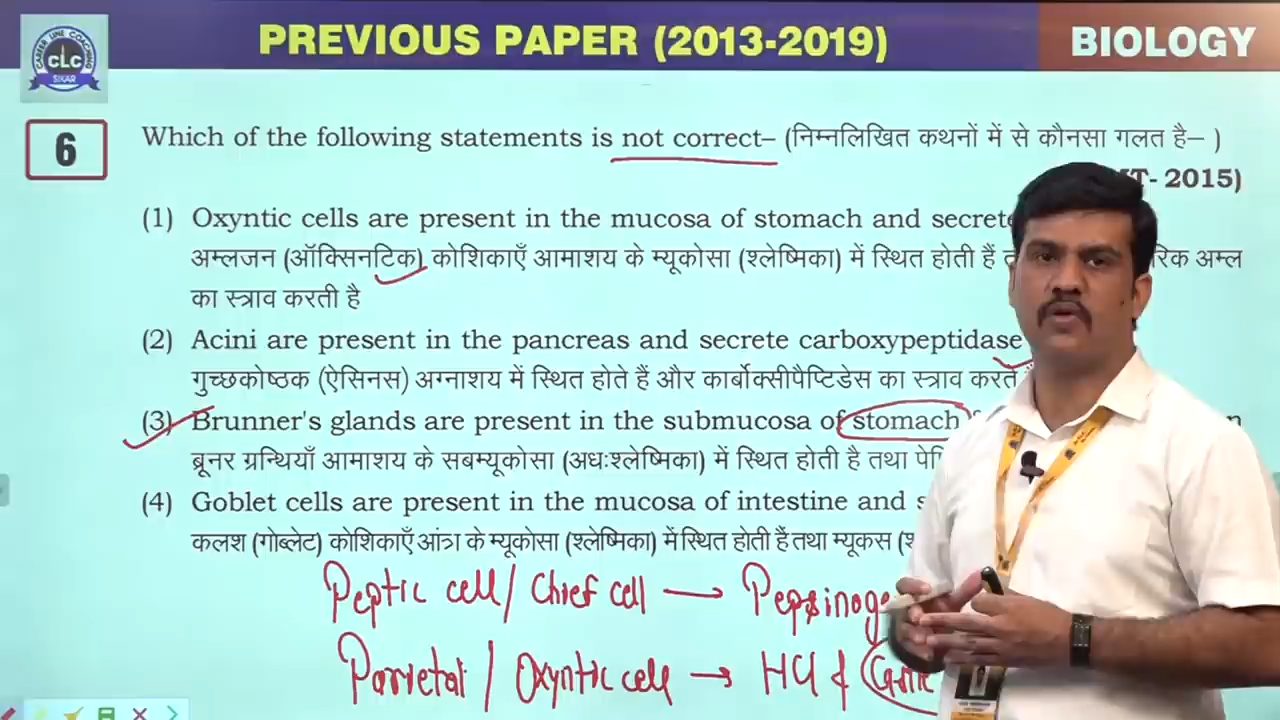 PREVIOUS PAPER (2013-2019)
BIOLOGY
CAREER LINE COACHING
CLC
SIKAR
6
Which of the following statements is not correct– (निम्नलिखित कथनों में से कौनसा गलत है– )
2015)
(1) Oxyntic cells are present in the mucosa of stomach and secrete
अम्लजन (ऑक्सिनटिक) कोशिकाएँ आमाशय के म्यूकोसा (श्लेष्मिका) में स्थित होती हैं अम्ल
का स्त्राव करती है
(2) Acini are present in the pancreas and secrete carboxypeptidase
गुच्छकोष्ठक (ऐसिनस) अग्नाशय में स्थित होते हैं और कार्बोक्सीपैप्टिडेस का स्त्राव करते
(3) Brunner's glands are present in the submucosa of stomach
ब्रूनर ग्रन्थियाँ आमाशय के सबम्यूकोसा (अधःश्लेष्मिका) में स्थित होती है तथा
(4) Goblet cells are present in the mucosa of intestine and
कलश (गोब्लेट) कोशिकाएँ आंत्रा के म्यूकोसा (श्लेष्मिका) में स्थित होती हैं तथा म्यूकस
Peptic cell / Chief cell →
Parietal / Oxyntic cell → HCl &